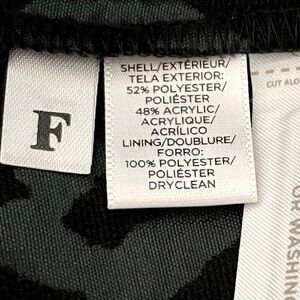 F
SHELL/EXTÉRIEUR/
TELA EXTERIOR:
52% POLYESTER/
POLIÉSTER
48% ACRYLIC/
ACRYLIQUE/
ACRÍLICO
LINING/DOUBLURE/
FORRO:
100% POLYESTER/
POLIÉSTER
DRYCLEAN
CUT